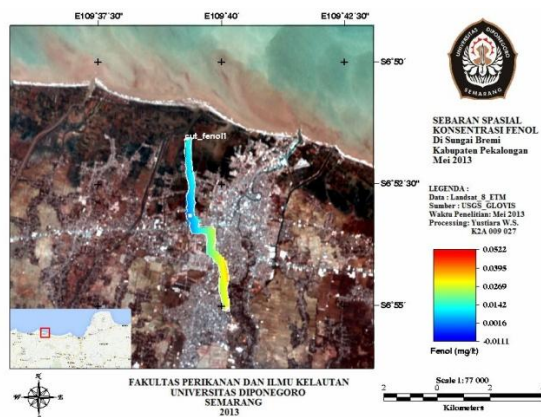 E109°37'30"
E109°40'
E109°42'30"
S6°50'
S6°52'30"
S6°55'
cut_fenol1
UNIVERSITAS DIPONEGORO
SEMARANG
SEBARAN SPASIAL
KONSENTRASI FENOL
Di Sungai Bremi
Kabupaten Pekalongan
Mei 2013
LEGENDA :
Data : Landsat_8_ETM
Sumber : USGS_GLOVIS
Waktu Penelitian: Mei 2013
Processing: Yustiara W.S.
K2A 009 027
0.0522
0.0395
0.0269
0.0142
0.0016
-0.0111
Fenol (mg/lt)
Scale 1:77 000
2 0 2
Kilometers
N
W E
S
FAKULTAS PERIKANAN DAN ILMU KELAUTAN
UNIVERSITAS DIPONEGORO
SEMARANG
2013